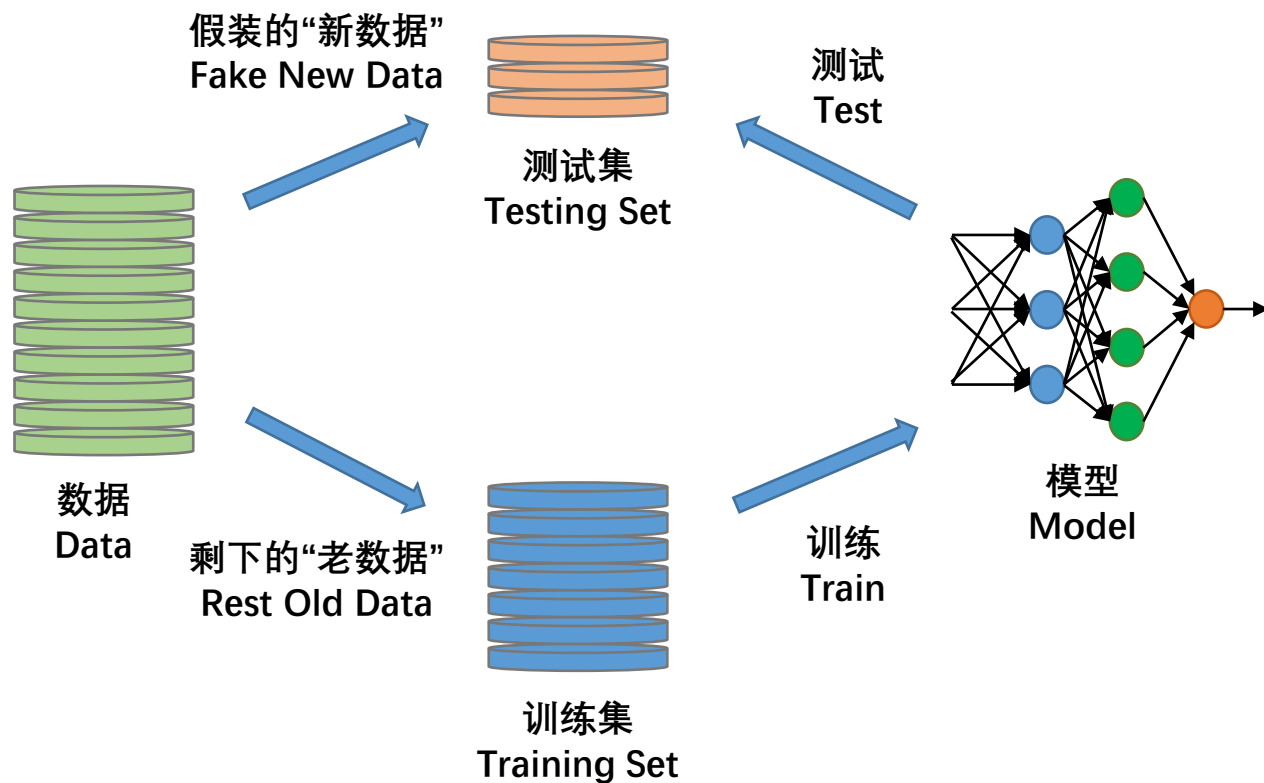 假装的“新数据”
Fake New Data
测试
Test
测试集
Testing Set
数据
Data
剩下的“老数据”
Rest Old Data
训练
Train
模型
Model
训练集
Training Set